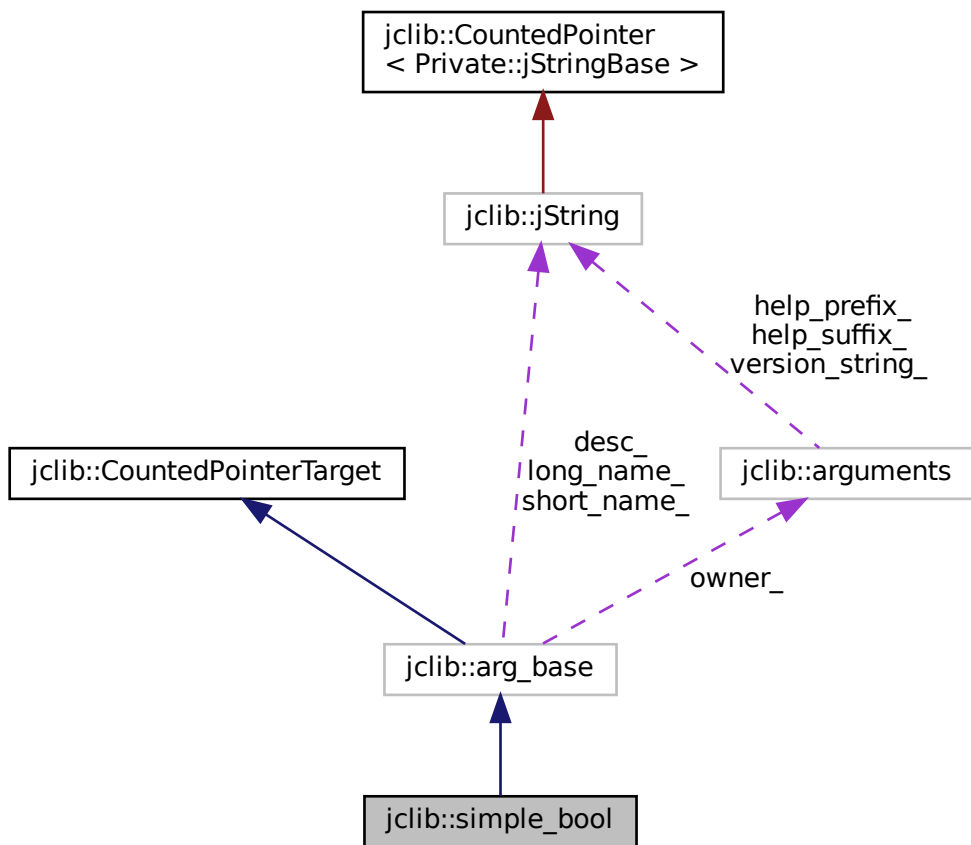 jclib::CountedPointer
< Private::jStringBase >
jclib::jString
help_prefix_
help_suffix_
version_string_
desc_
long_name_
short_name_
jclib::CountedPointerTarget
jclib::arguments
owner_
jclib::arg_base
jclib::simple_bool